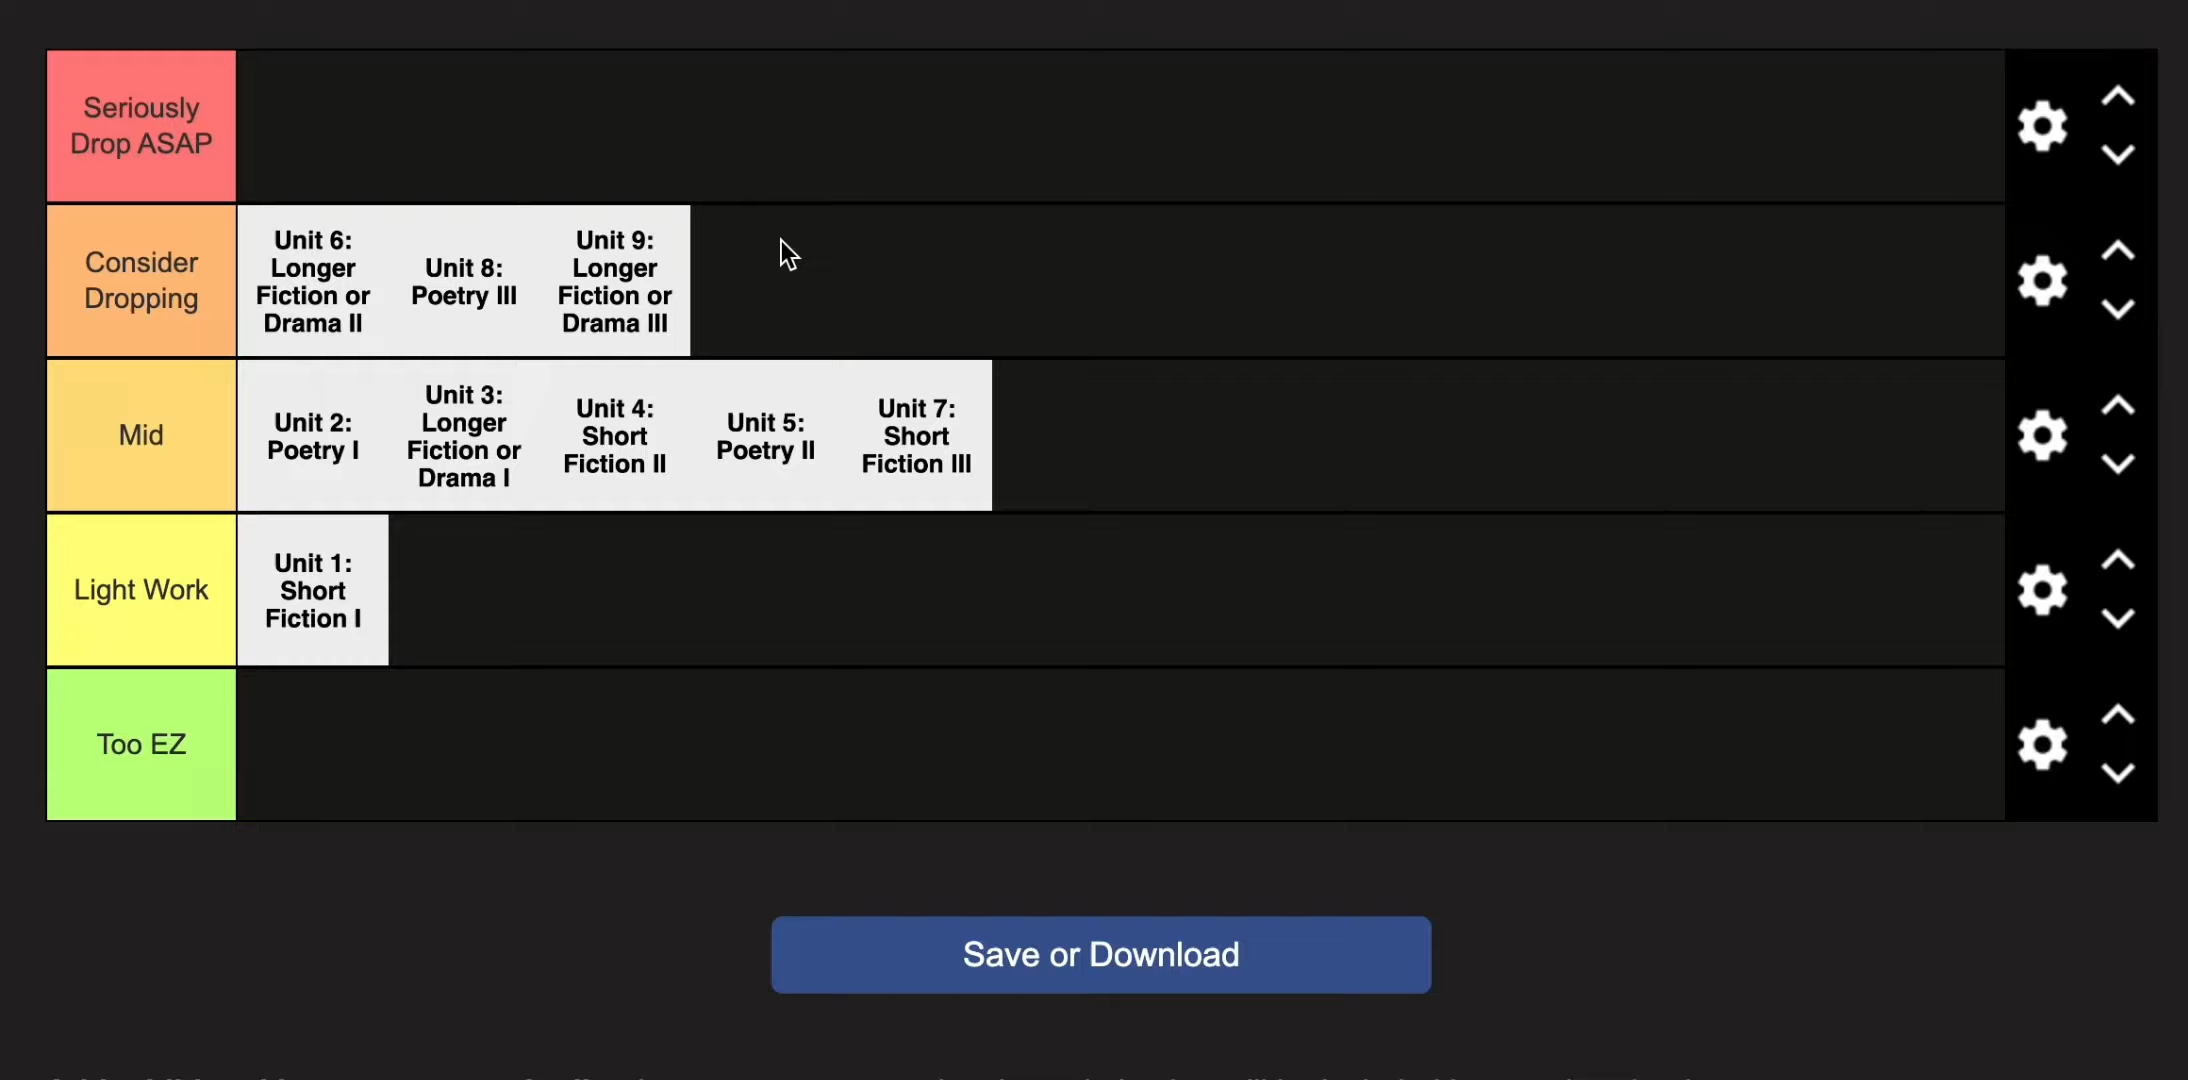 Seriously
Drop ASAP
Consider
Dropping
Unit 6:
Longer
Fiction or
Drama II
Unit 8:
Poetry III
Unit 9:
Longer
Fiction or
Drama III
Mid
Unit 2:
Poetry I
Unit 3:
Longer
Fiction or
Drama I
Unit 4:
Short
Fiction II
Unit 5:
Poetry II
Unit 7:
Short
Fiction III
Light Work
Unit 1:
Short
Fiction I
Too EZ
Save or Download